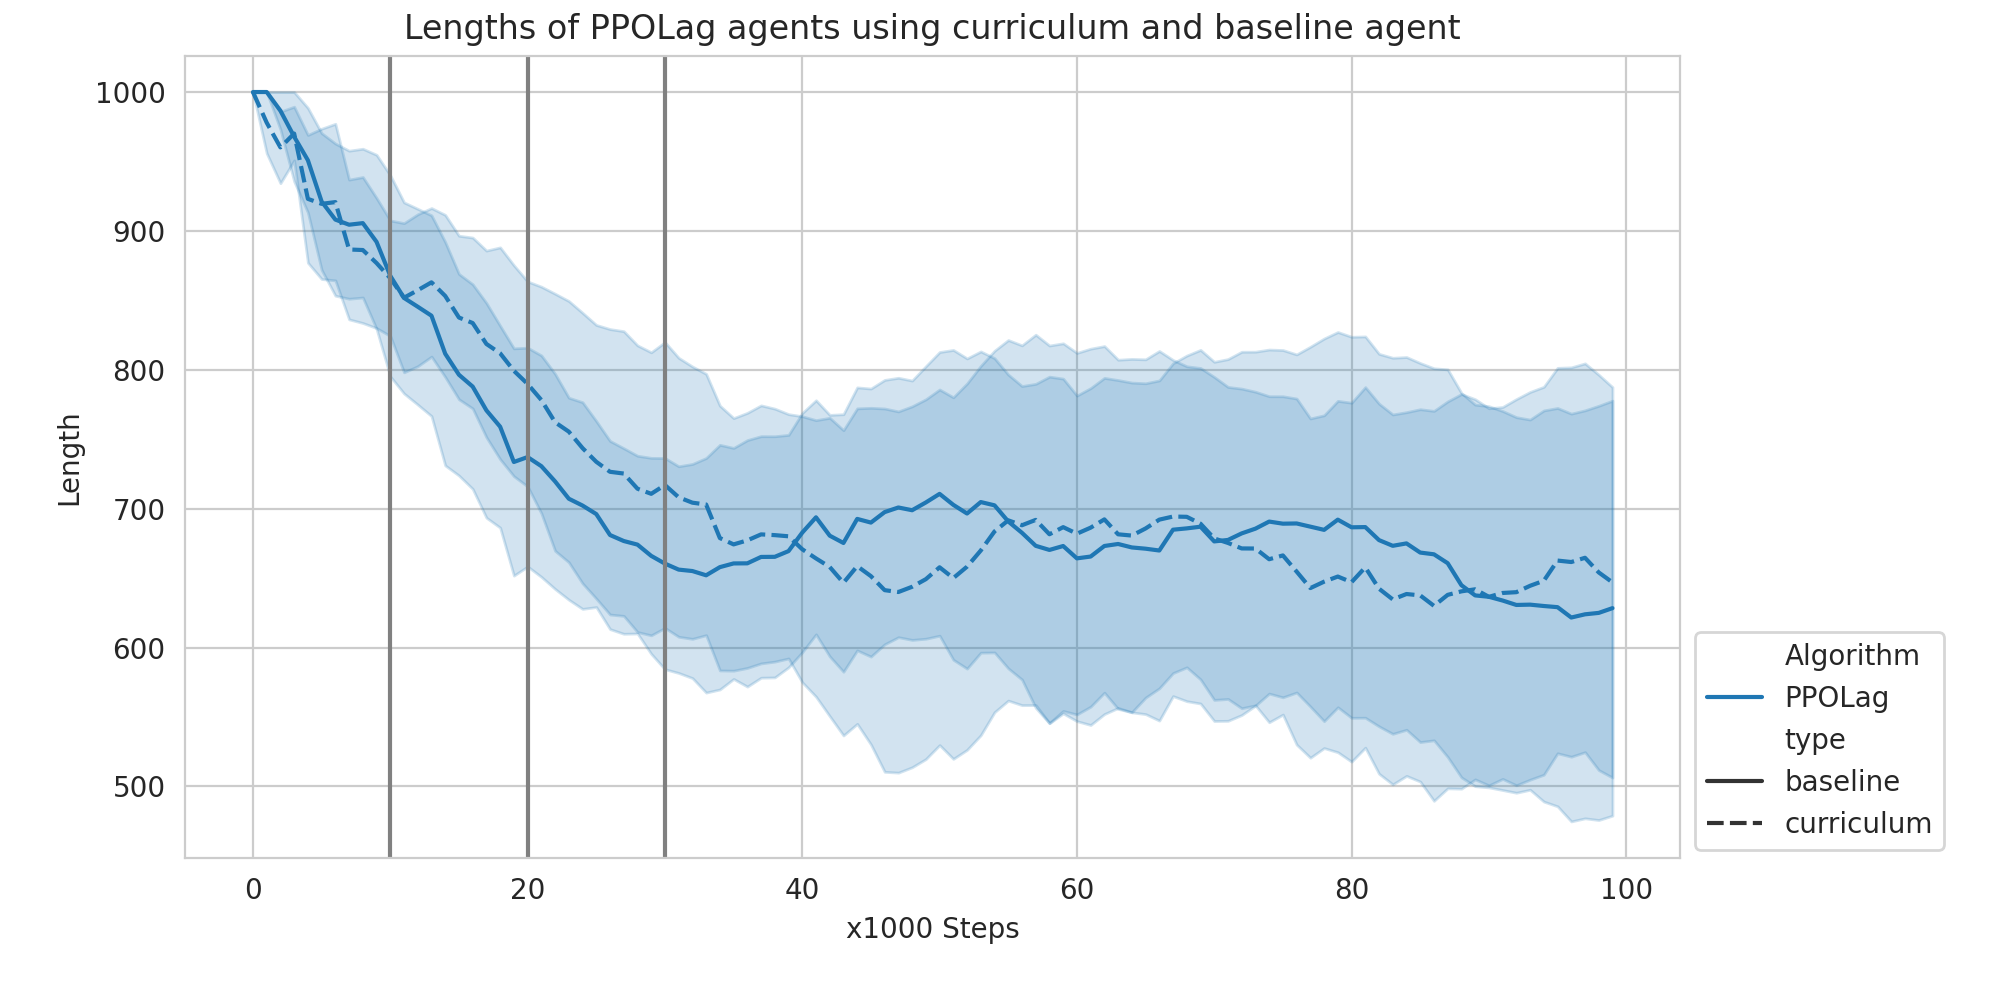 Lengths of PPOLag agents using curriculum and baseline agent
1000
900
800
700
600
500
Length
0 20 40 60 80 100
x1000 Steps
Algorithm
PPOLag
type
baseline
curriculum